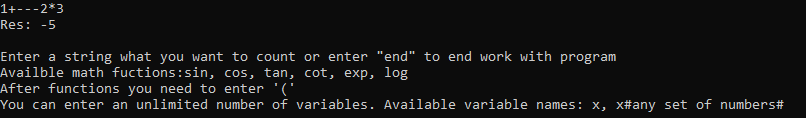 1+---2*3
Res: -5
Enter a string what you want to count or enter "end" to end work with program
Availble math fuctions:sin, cos, tan, cot, exp, log
After functions you need to enter '('
You can enter an unlimited number of variables. Available variable names: x, x#any set of numbers#